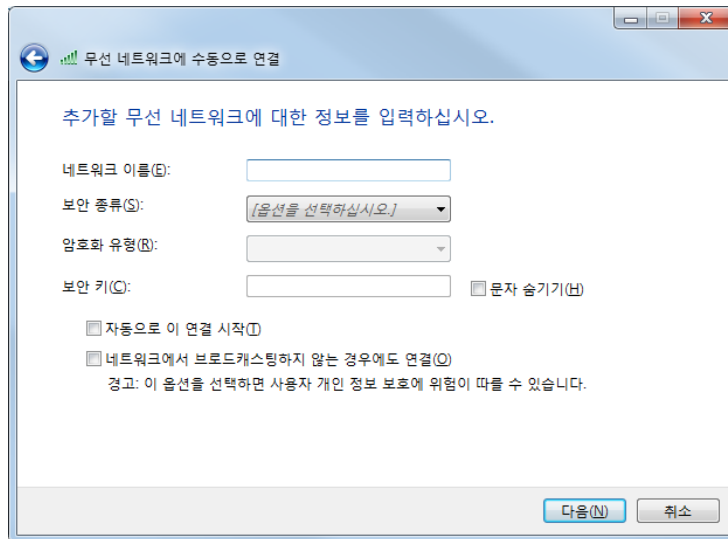 무선 네트워크에 수동으로 연결
추가할 무선 네트워크에 대한 정보를 입력하십시오.
네트워크 이름(E):
보안 종류(S):
[옵션을 선택하십시오.]
암호화 유형(R):
보안 키(C):
문자 숨기기(H)
자동으로 이 연결 시작(T)
네트워크에서 브로드캐스팅하지 않는 경우에도 연결(O)
경고: 이 옵션을 선택하면 사용자 개인 정보 보호에 위험이 따를 수 있습니다.
다음(N)
취소